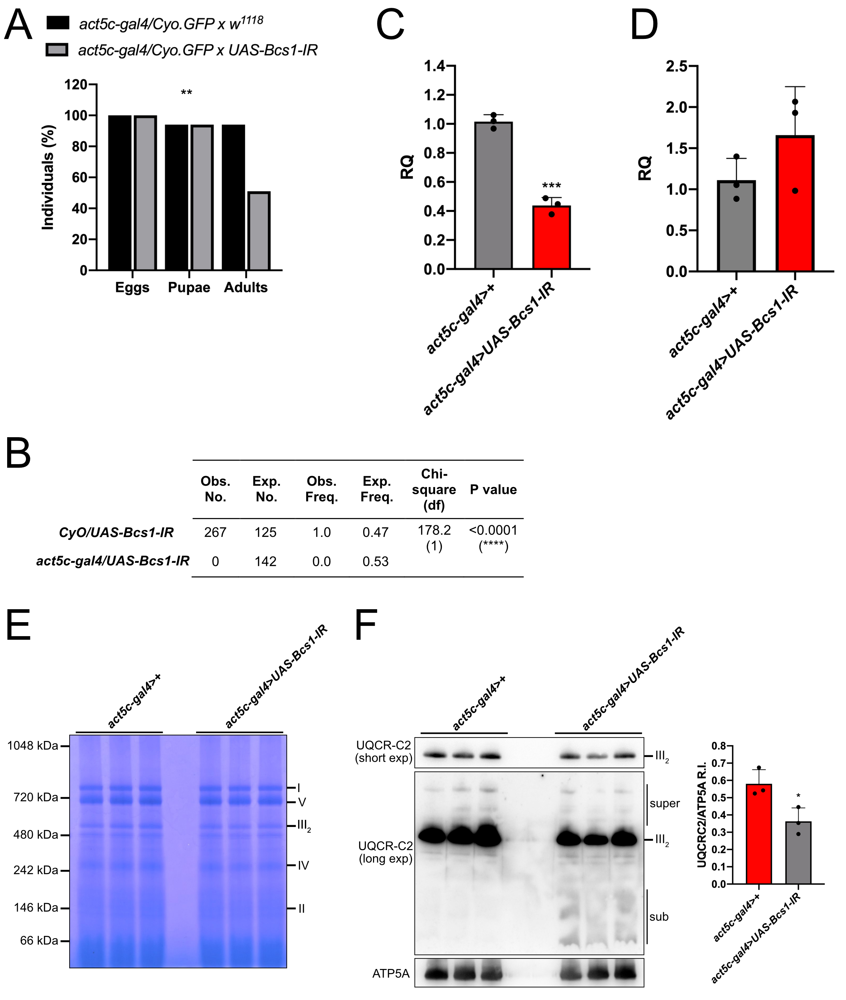 A
act5c-gal4/Cyo.GFP x w1118
act5c-gal4/Cyo.GFP x UAS-Bcs1-IR
Individuals (%)
120
100
80
60
40
20
0
**
Eggs Pupae Adults
C
RQ
1.4
1.2
1.0
0.8
0.6
0.4
0.2
0.0
***
act5c-gal4>+
act5c-gal4>UAS-Bcs1-IR
D
RQ
2.5
2.0
1.5
1.0
0.5
0.0
act5c-gal4>+
act5c-gal4>UAS-Bcs1-IR
B
Obs. No. Exp. No. Obs. Freq. Exp. Freq. Chi-square (df) P value
CyO/UAS-Bcs1-IR 267 125 1.0 0.47 178.2 (1) <0.0001 (****)
act5c-gal4/UAS-Bcs1-IR 0 142 0.0 0.53
E
act5c-gal4>+
act5c-gal4>UAS-Bcs1-IR
1048 kDa
720 kDa
480 kDa
242 kDa
146 kDa
66 kDa
I
V
III2
IV
II
F
act5c-gal4>+
act5c-gal4>UAS-Bcs1-IR
UQCR-C2
(short exp)
III2
super
UQCR-C2
(long exp)
III2
sub
ATP5A
UQCRC2/ATP5A R.I.
0.8
0.7
0.6
0.5
0.4
0.3
0.2
0.1
0.0
*
act5c-gal4>+
act5c-gal4>UAS-Bcs1-IR